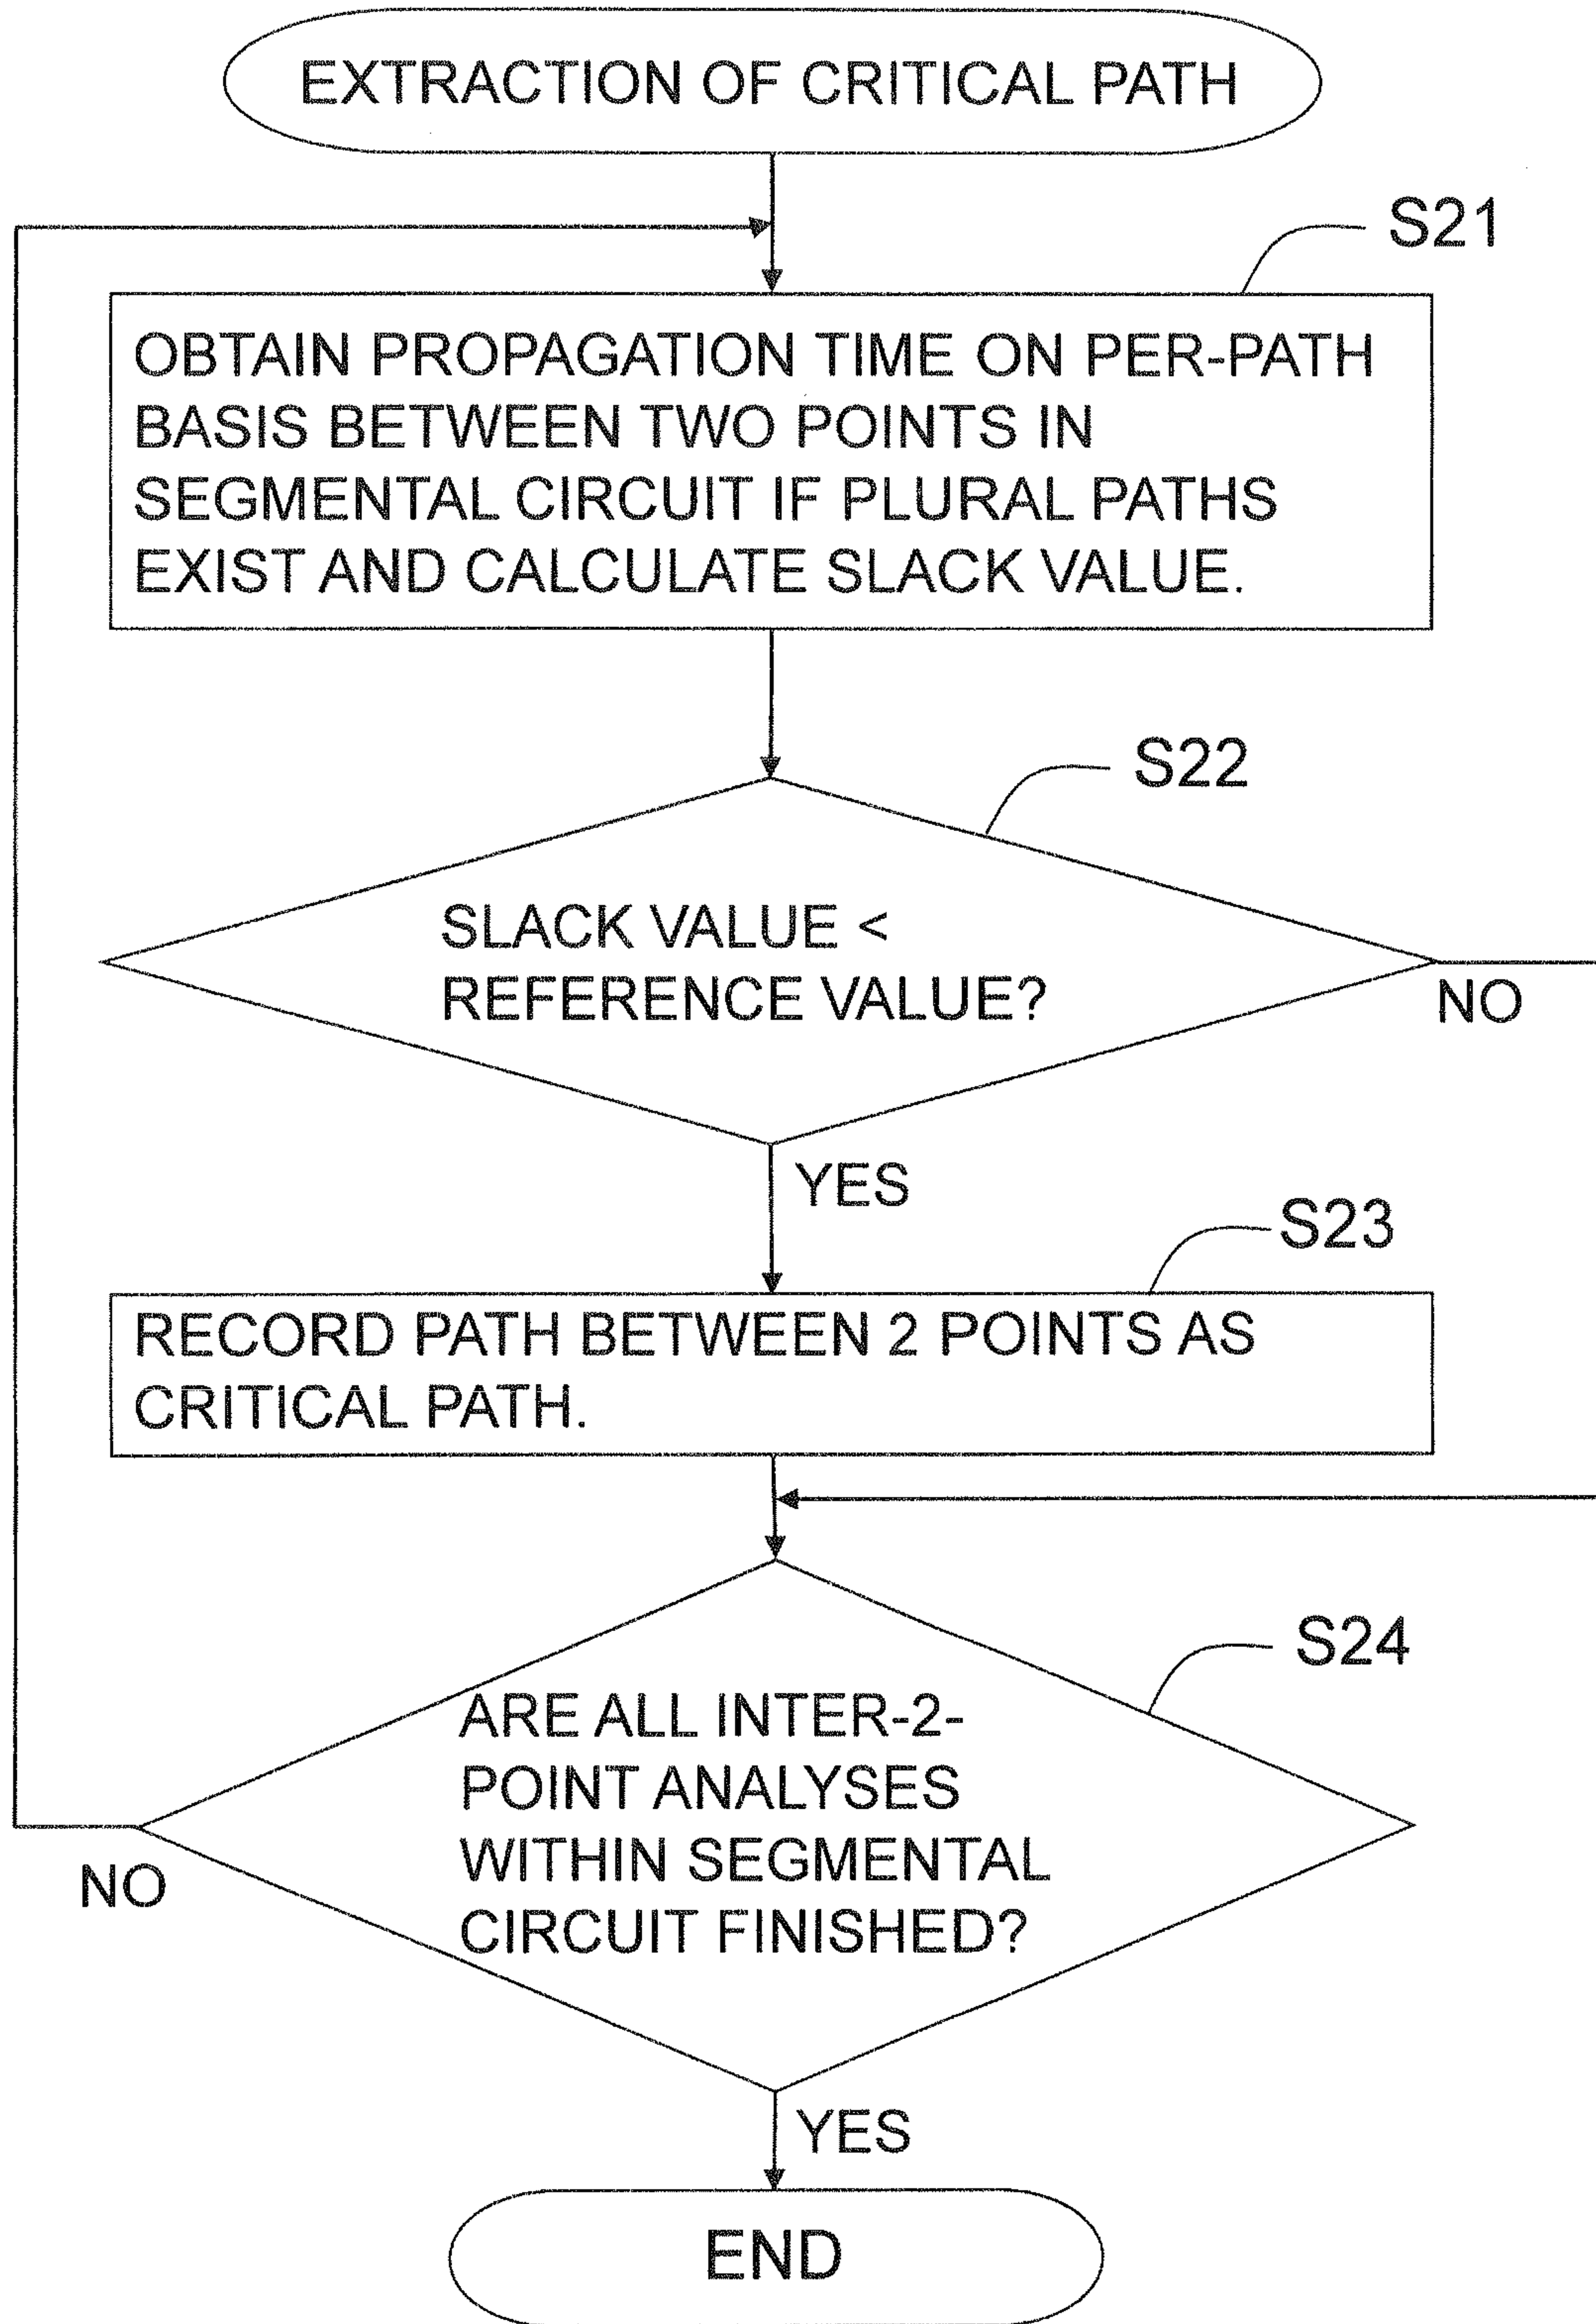 EXTRACTION OF CRITICAL PATH
S21
OBTAIN PROPAGATION TIME ON PER-PATH
BASIS BETWEEN TWO POINTS IN
SEGMENTAL CIRCUIT IF PLURAL PATHS
EXIST AND CALCULATE SLACK VALUE.
S22
SLACK VALUE <
REFERENCE VALUE?
NO
YES
S23
RECORD PATH BETWEEN 2 POINTS AS
CRITICAL PATH.
S24
ARE ALL INTER-2-
POINT ANALYSES
WITHIN SEGMENTAL
CIRCUIT FINISHED?
NO
YES
END